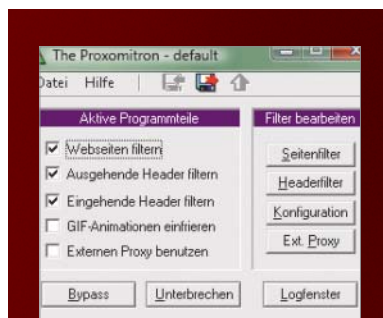 The Proxomitron - default
Datei Hilfe
Aktive Programmteile
Filter bearbeiten
Webseiten filtern
Seitenfilter
Ausgehende Header filtern
Headerfilter
Eingehende Header filtern
Konfiguration
GIF-Animationen einfrieren
Ext. Proxy
Externen Proxy benutzen
Bypass Unterbrechen Logfenster